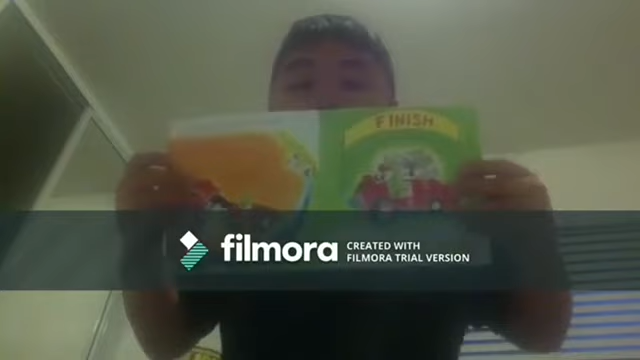 FINISH
filmora
CREATED WITH
FILMORA TRIAL VERSION